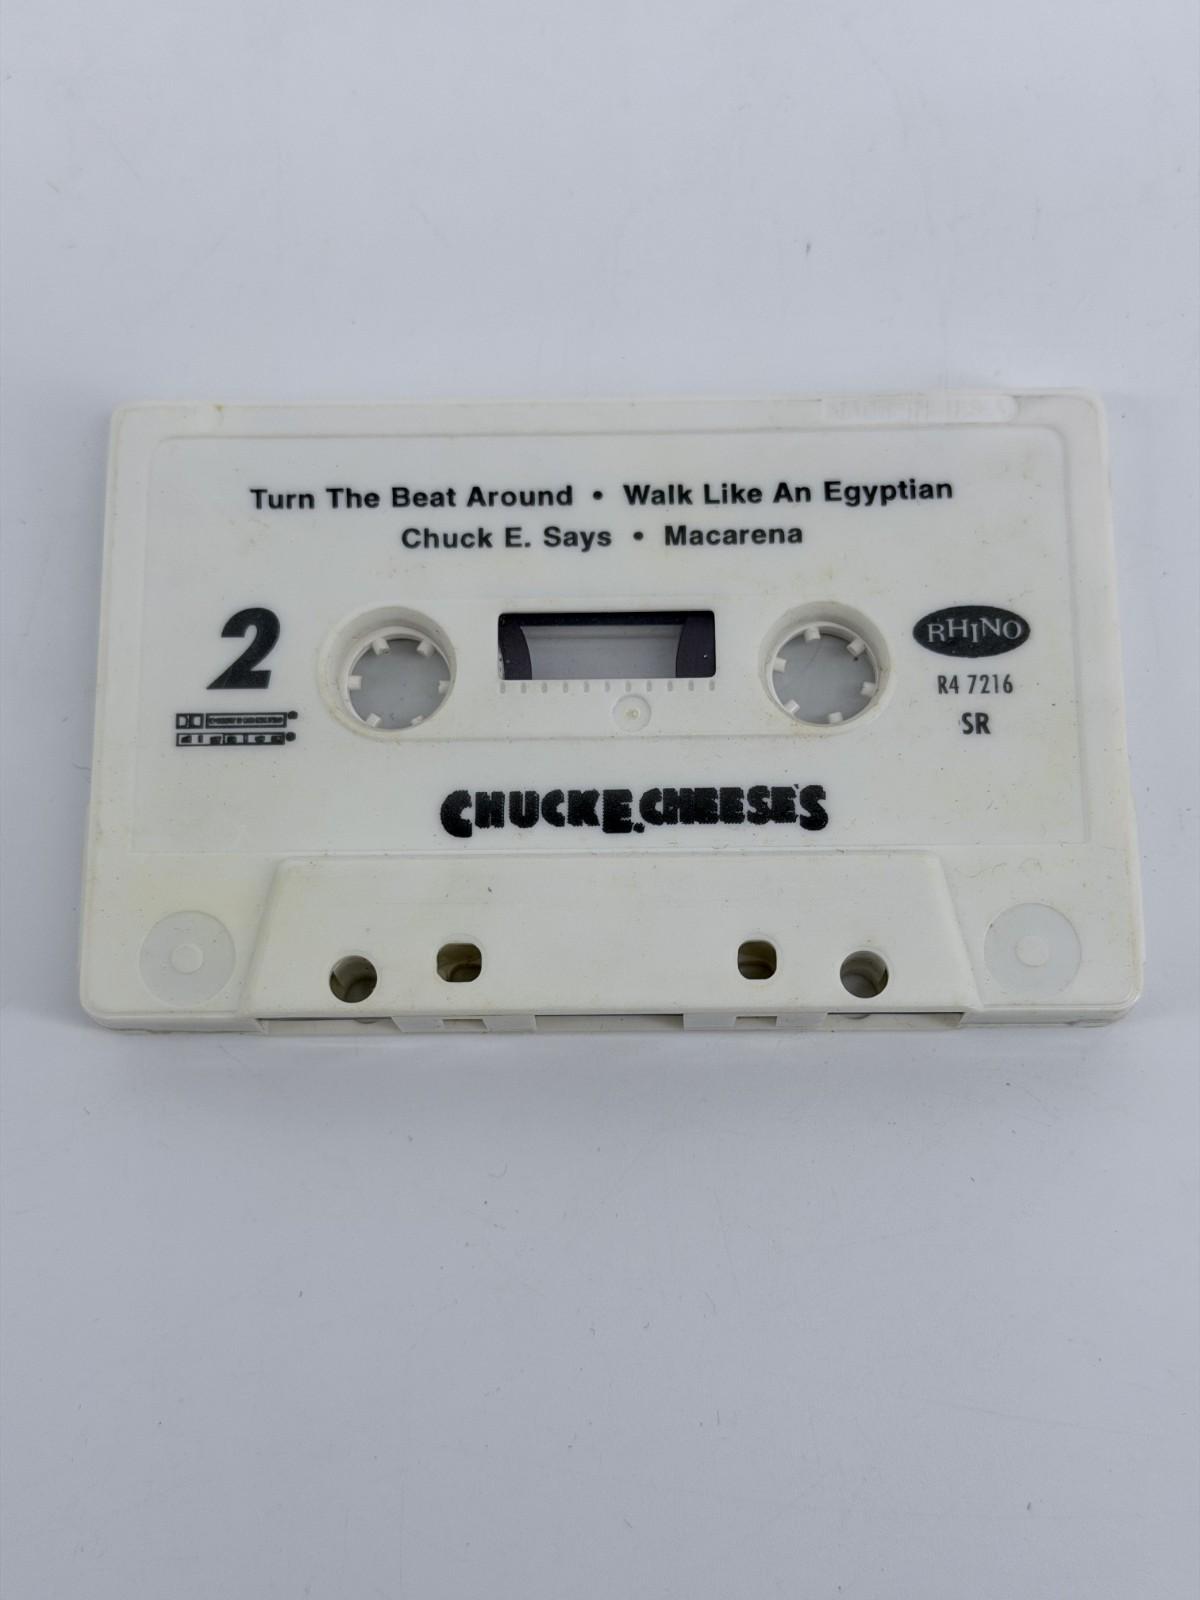 Turn The Beat Around • Walk Like An Egyptian
Chuck E. Says • Macarena
2
RHINO
R4 7216
SR
CHUCK E. CHEESE'S